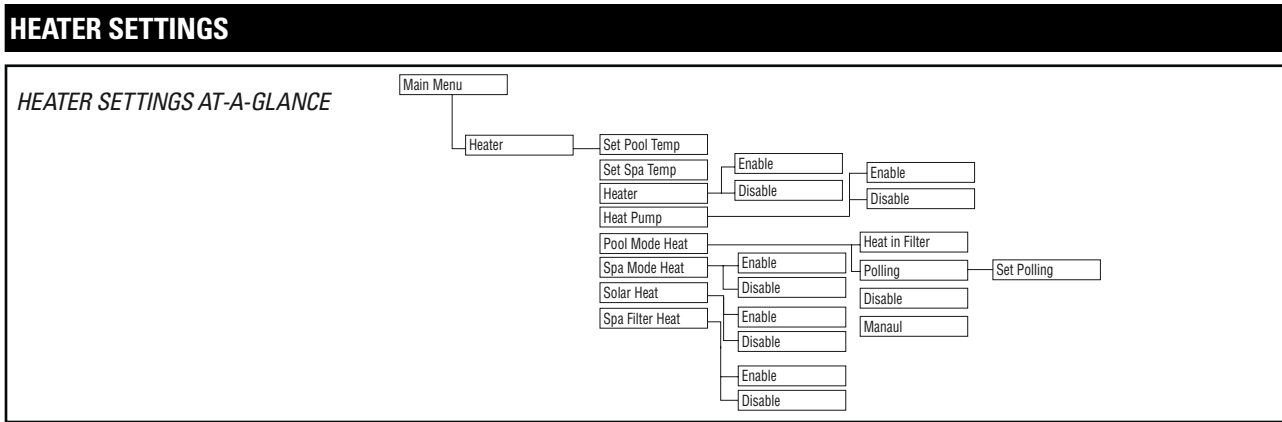 HEATER SETTINGS
HEATER SETTINGS AT-A-GLANCE
Main Menu
Heater
Set Pool Temp
Set Spa Temp
Heater
Enable
Disable
Heat Pump
Enable
Disable
Pool Mode Heat
Heat in Filter
Polling
Set Polling
Disable
Manaul
Spa Mode Heat
Enable
Disable
Solar Heat
Enable
Disable
Spa Filter Heat
Enable
Disable